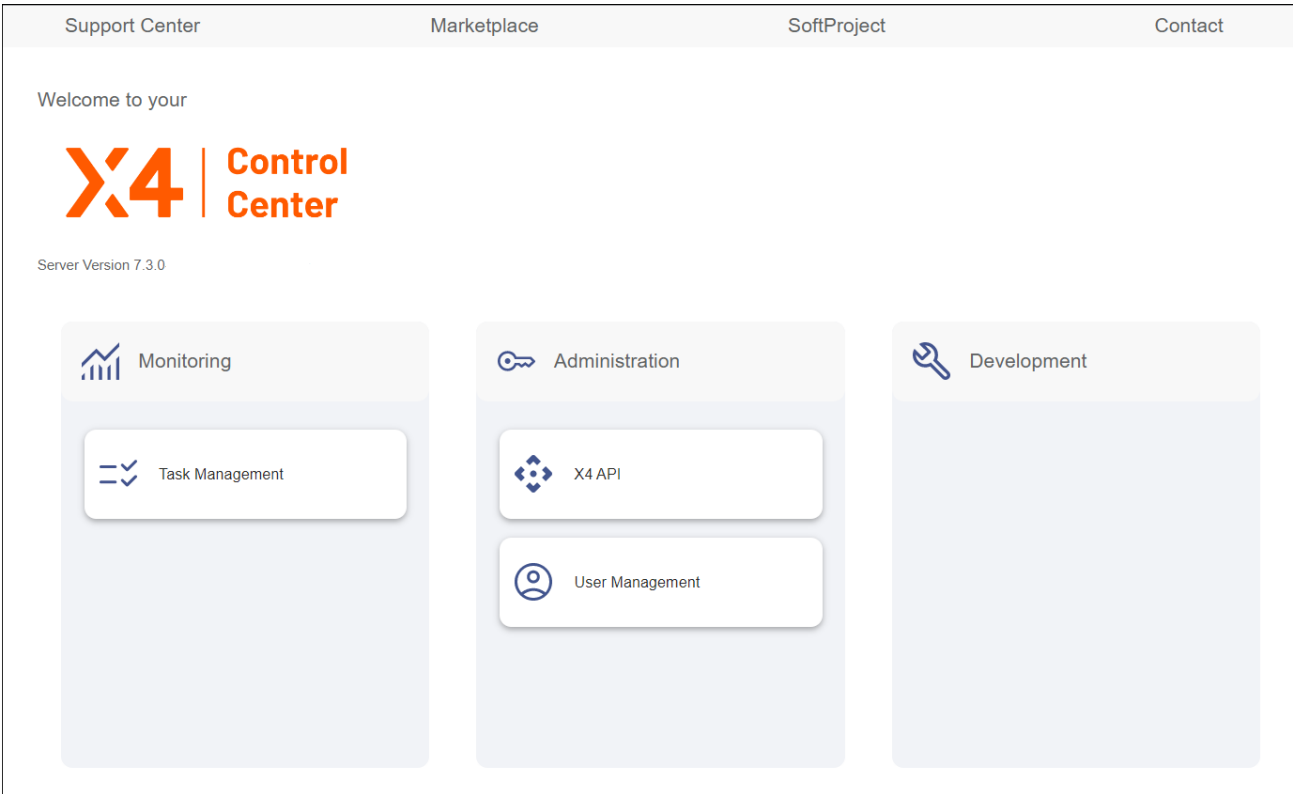 Support Center Marketplace SoftProject Contact
Welcome to your
X4 Control
Center
Server Version 7.3.0
Monitoring Administration Development
Task Management X4 API
User Management